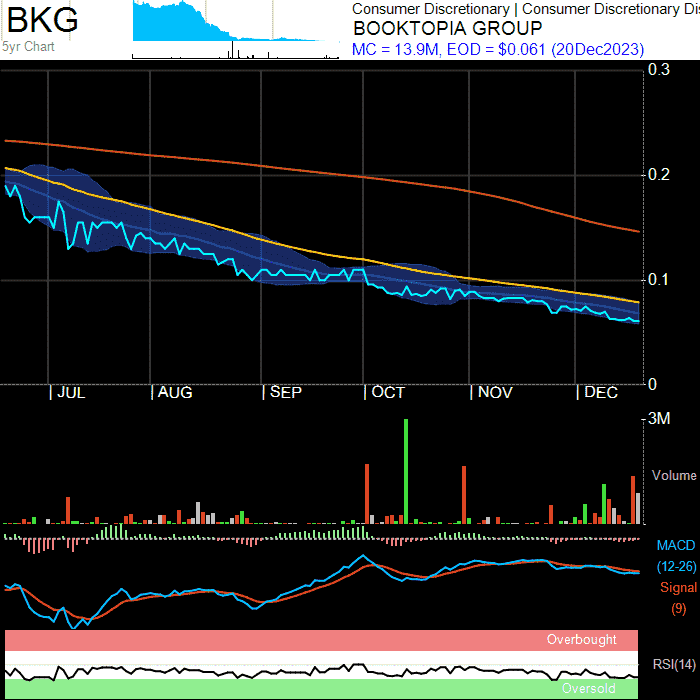 BKG
5yr Chart
Consumer Discretionary | Consumer Discretionary Dis
BOOKTOPIA GROUP
MC = 13.9M, EOD = $0.061 (20Dec2023)
0.3
0.2
0.1
0
| JUL | AUG | SEP | OCT | NOV | DEC
3M
Volume
MACD
(12-26)
Signal
(9)
Overbought
RSI(14)
Oversold